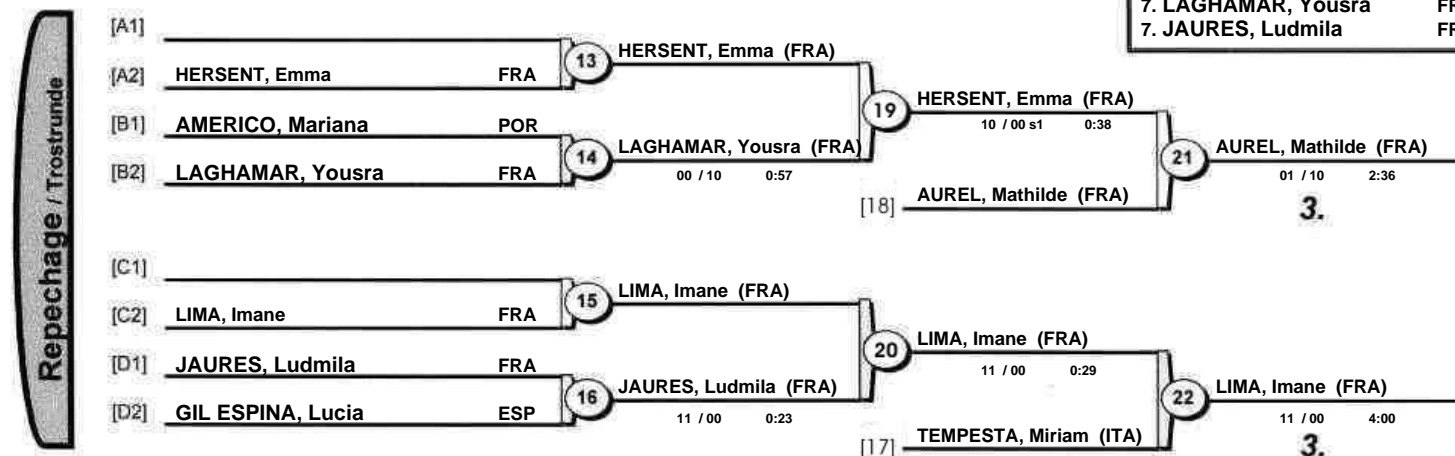 7. LAGHAMAR, Yousra FR
7. JAURES, Ludmila FR
Repechage / Trostrunde
[A1]
13 HERSENT, Emma (FRA)
[A2] HERSENT, Emma FRA
19 HERSENT, Emma (FRA)
10 / 00 s1 0:38
[B1] AMERICO, Mariana POR
14 LAGHAMAR, Yousra (FRA)
00 / 10 0:57
[B2] LAGHAMAR, Yousra FRA
21 AUREL, Mathilde (FRA)
01 / 10 2:36
3.
[18] AUREL, Mathilde (FRA)
[C1]
15 LIMA, Imane (FRA)
[C2] LIMA, Imane FRA
20 LIMA, Imane (FRA)
11 / 00 0:29
[D1] JAURES, Ludmila FRA
16 JAURES, Ludmila (FRA)
11 / 00 0:23
[D2] GIL ESPINA, Lucia ESP
22 LIMA, Imane (FRA)
11 / 00 4:00
3.
[17] TEMPESTA, Miriam (ITA)